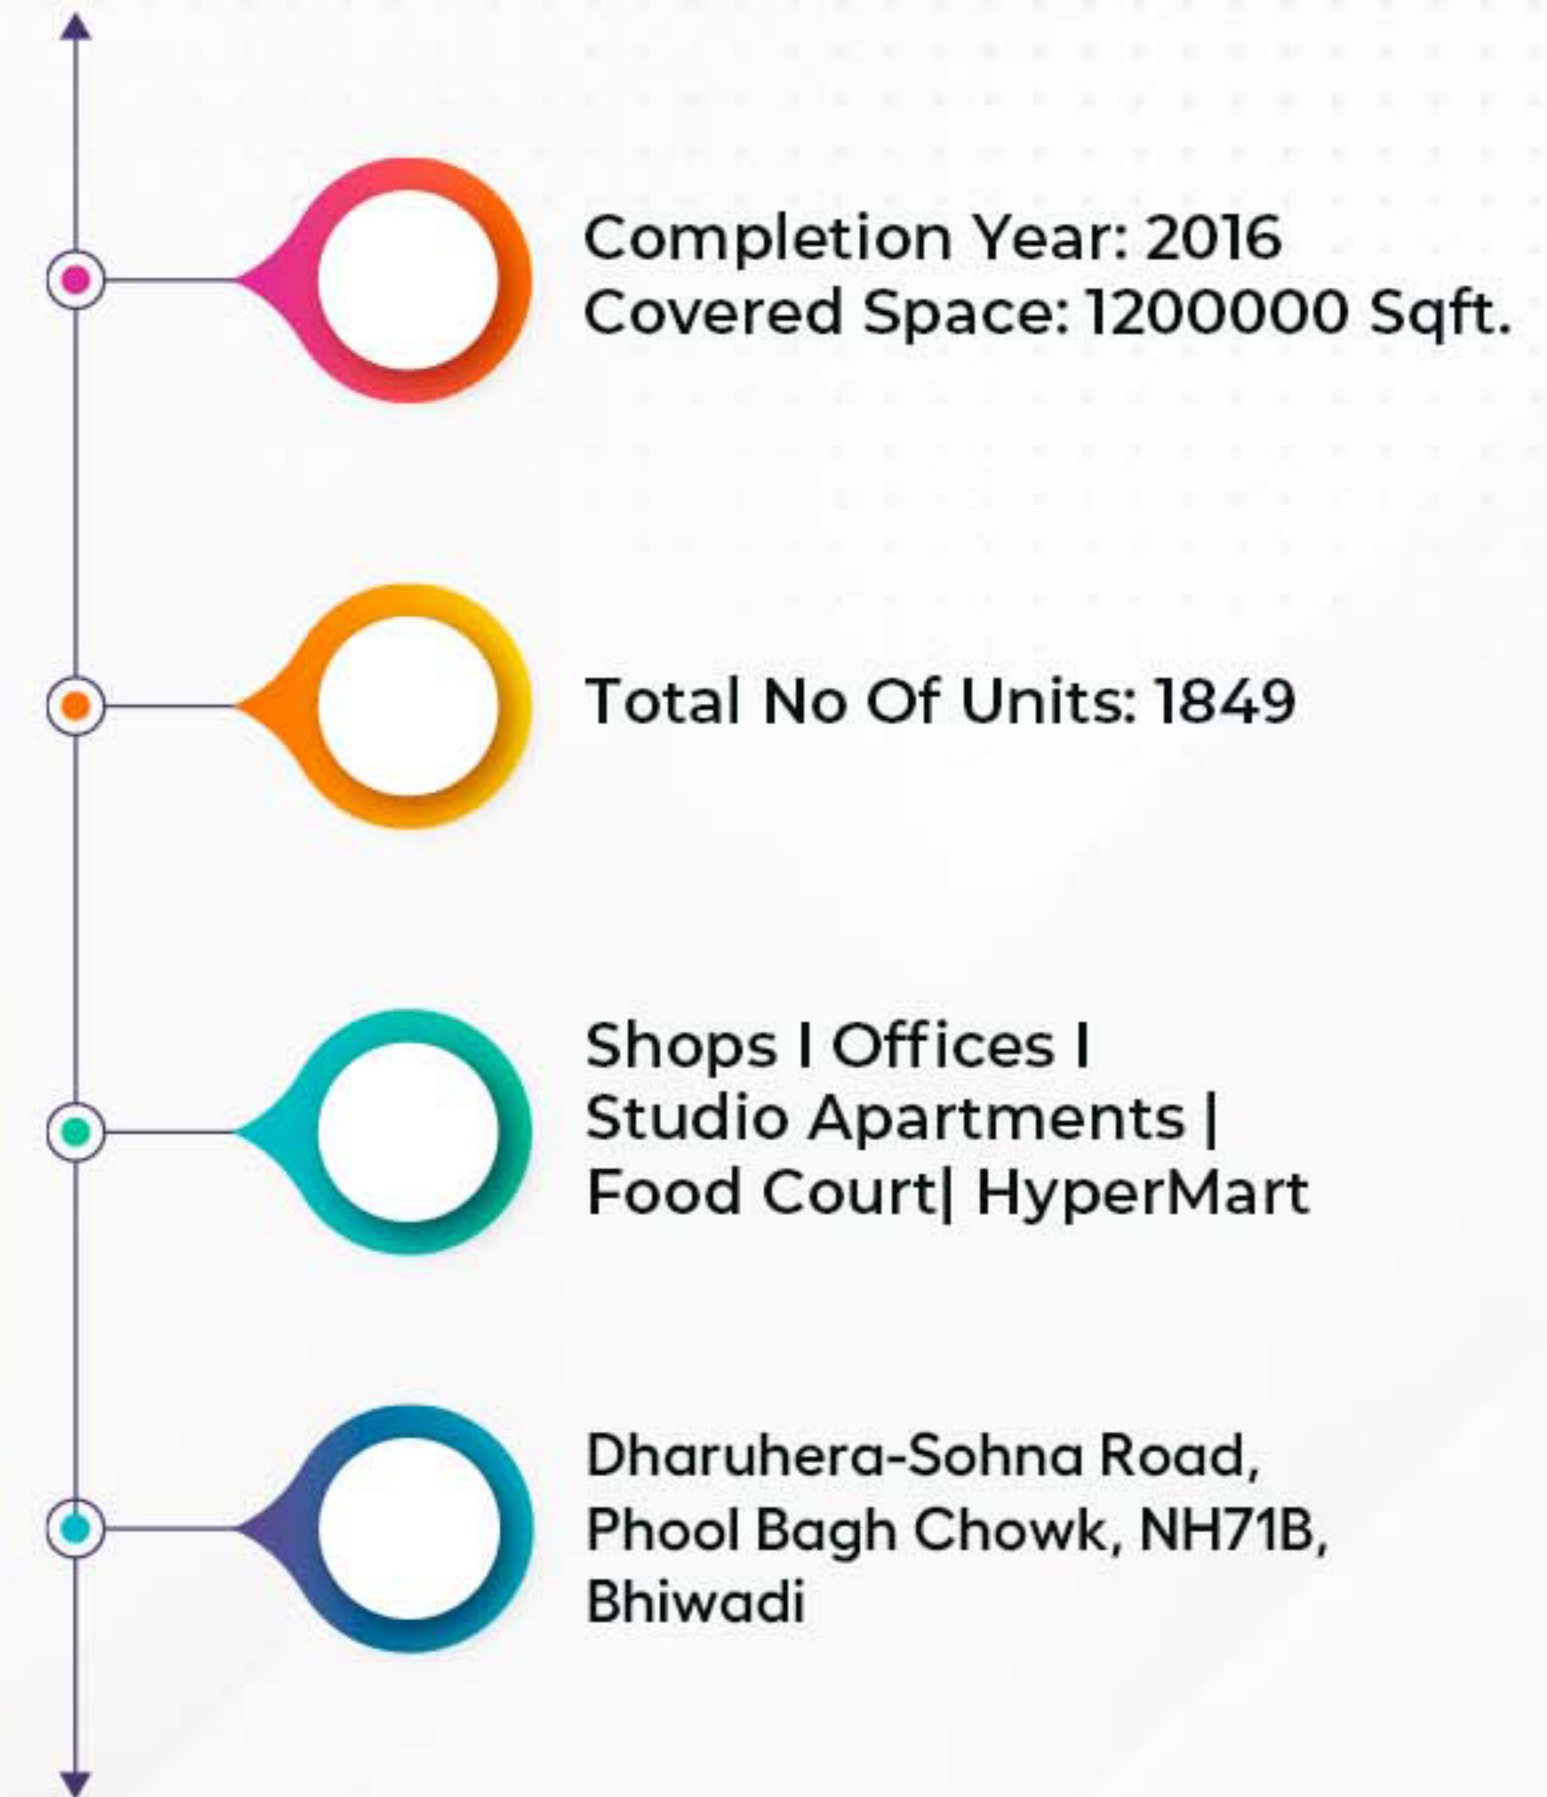 Completion Year: 2016
Covered Space: 1200000 Sqft.
Total No Of Units: 1849
Shops I Offices I
Studio Apartments |
Food Court| HyperMart
Dharuhera-Sohna Road,
Phool Bagh Chowk, NH71B,
Bhiwadi